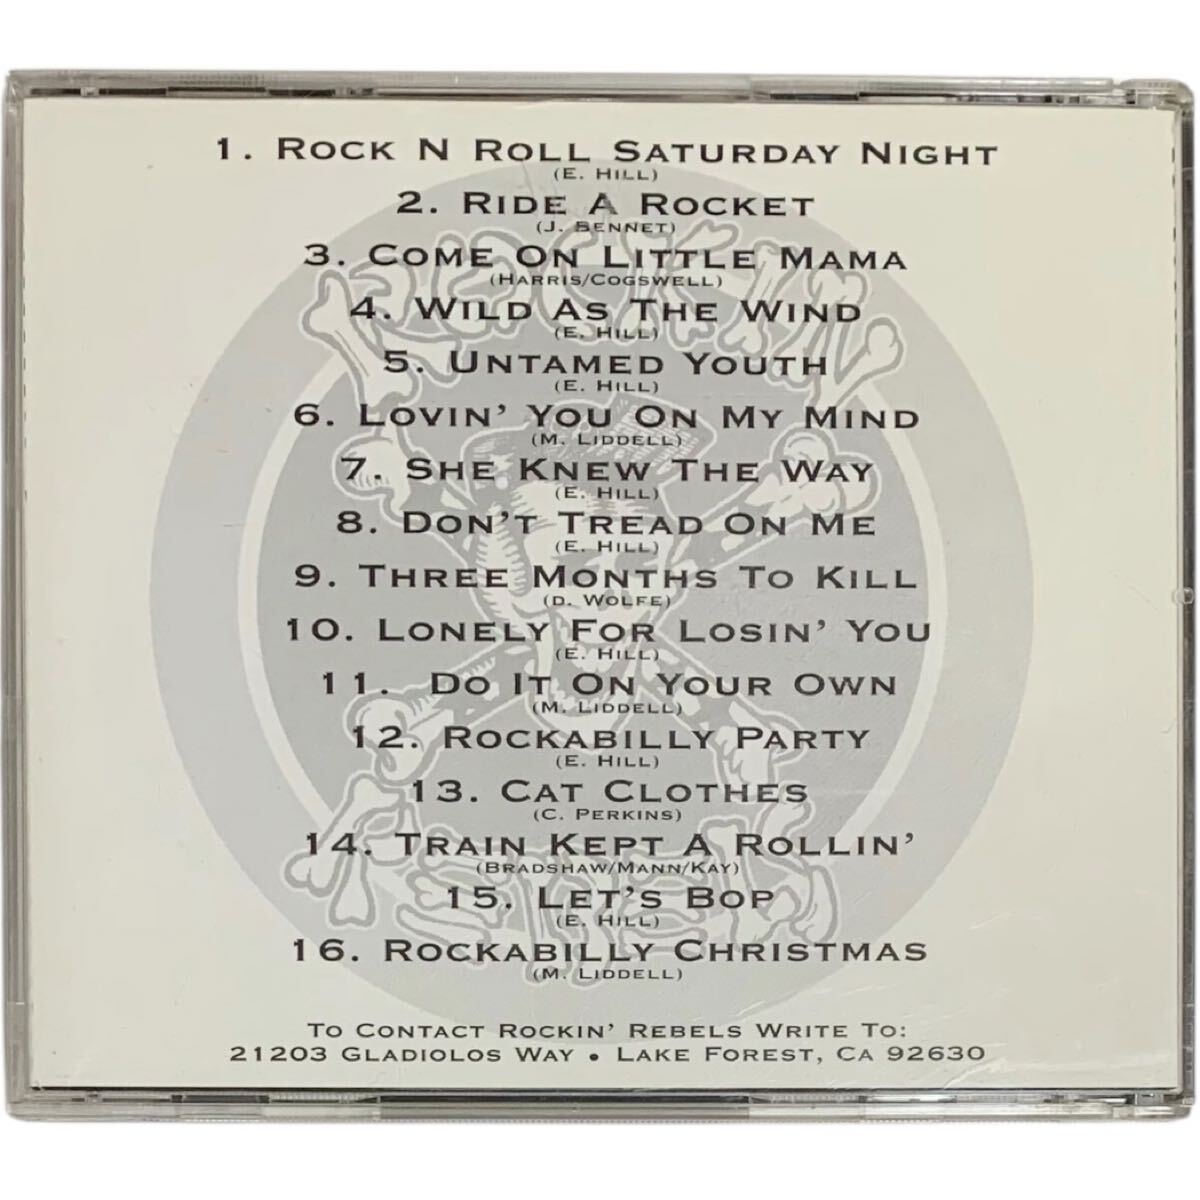 1. ROCK N ROLL SATURDAY NIGHT
(E. HILL)
2. RIDE A ROCKET
(J. BENNET)
3. COME ON LITTLE MAMA
(HARRIS/COGSWELL)
4. WILD AS THE WIND
(E. HILL)
5. UNTAMED YOUTH
(E. HILL)
6. LOVIN' YOU ON MY MIND
(M. LIDDELL)
7. SHE KNEW THE WAY
(E. HILL)
8. DON'T TREAD ON ME
(E. HILL)
9. THREE MONTHS TO KILL
(D. WOLFE)
10. LONELY FOR LOSIN' YOU
(E. HILL)
11. DO IT ON YOUR OWN
(M. LIDDELL)
12. ROCKABILLY PARTY
(E. HILL)
13. CAT CLOTHES
(C. PERKINS)
14. TRAIN KEPT A ROLLIN'
(BRADSHAW/MANN/KAY)
15. LET'S BOP
(E. HILL)
16. ROCKABILLY CHRISTMAS
(M. LIDDELL)
TO CONTACT ROCKIN' REBELS WRITE TO:
21203 GLADIOLOS WAY • LAKE FOREST, CA 92630
ROCKIN
REBELS